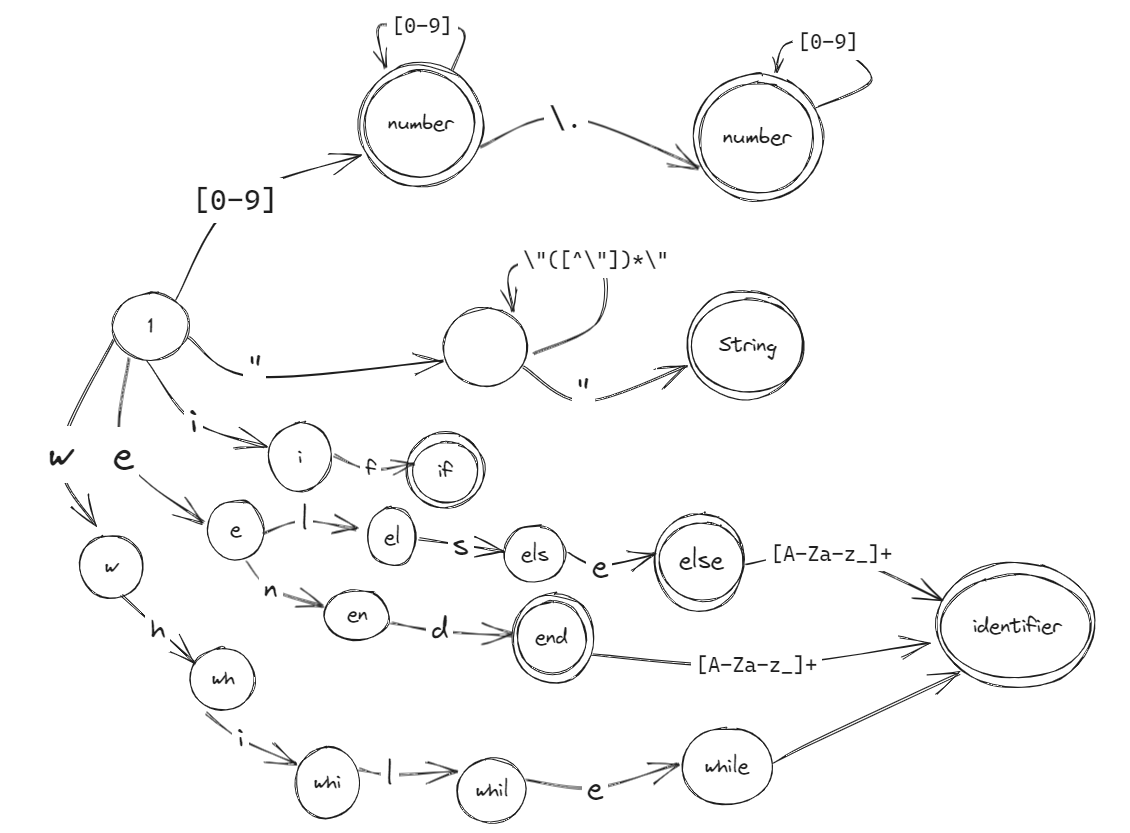 [0-9]
[0-9]
number
\.
number
[0-9]
\"([^\"])*\"
1
"
String
"
i
w
e
i
f
if
e
l
el
s
els
e
else
[A-Za-z_]+
w
n
en
d
end
identifier
h
wh
[A-Za-z_]+
i
whi
l
whil
e
while